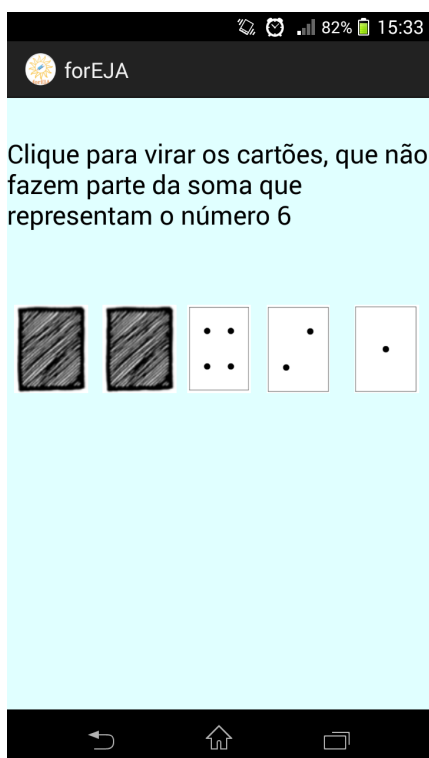 82% 15:33
forEJA
Clique para virar os cartões, que não
fazem parte da soma que
representam o número 6